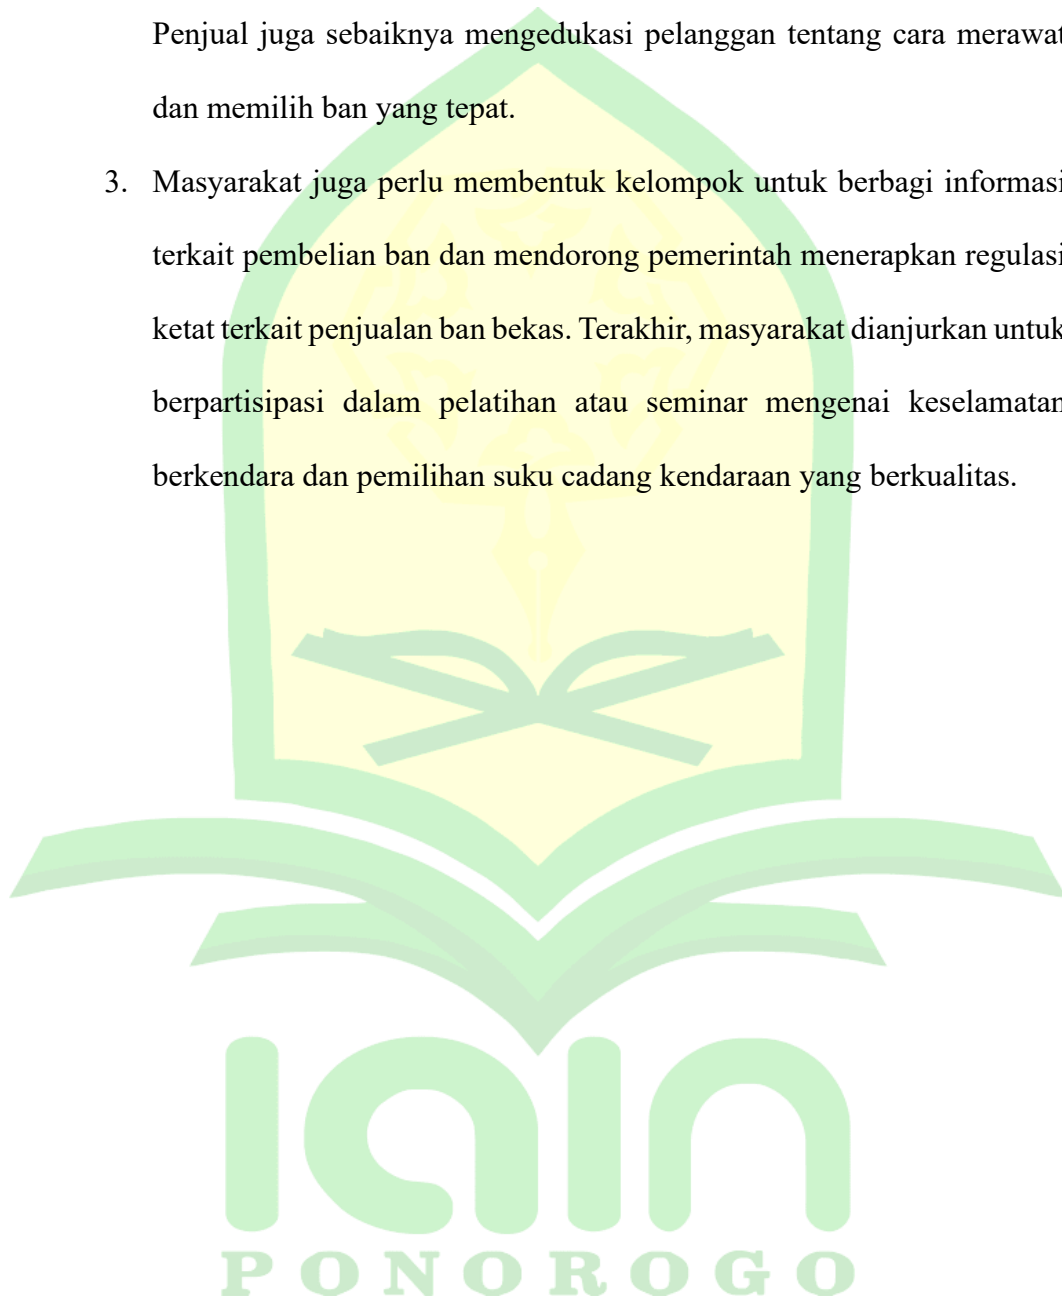 Penjual juga sebaiknya mengedukasi pelanggan tentang cara merawat
dan memilih ban yang tepat.
3. Masyarakat juga perlu membentuk kelompok untuk berbagi informasi
terkait pembelian ban dan mendorong pemerintah menerapkan regulasi
ketat terkait penjualan ban bekas. Terakhir, masyarakat dianjurkan untuk
berpartisipasi dalam pelatihan atau seminar mengenai keselamatan
berkendara dan pemilihan suku cadang kendaraan yang berkualitas.
IAIN
PONOROGO